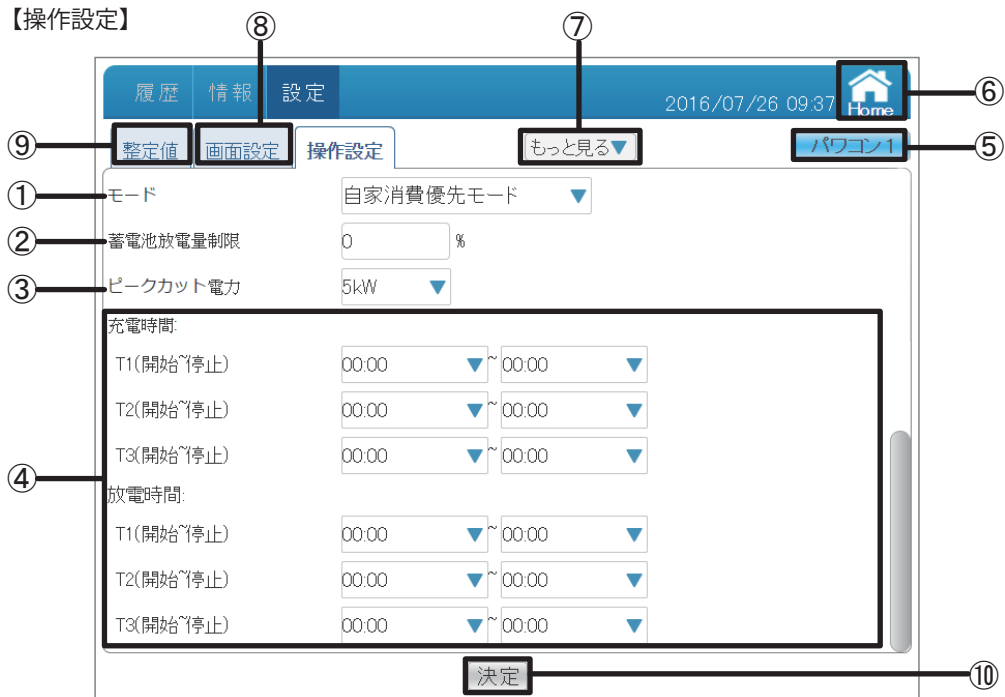 【操作設定】
⑧
⑦
履歴 情報 設定
2016/07/26 09:37
Home
⑥
⑨
整定値 画面設定 操作設定
もっと見る▼
パワコン1
⑤
①
モード 自家消費優先モード ▼
②
蓄電池放電量制限 0 %
③
ピークカット電力 5kW ▼
充電時間:
T1(開始~停止) 00:00 ▼ ~ 00:00 ▼
T2(開始~停止) 00:00 ▼ ~ 00:00 ▼
T3(開始~停止) 00:00 ▼ ~ 00:00 ▼
④
放電時間:
T1(開始~停止) 00:00 ▼ ~ 00:00 ▼
T2(開始~停止) 00:00 ▼ ~ 00:00 ▼
T3(開始~停止) 00:00 ▼ ~ 00:00 ▼
決定
⑩